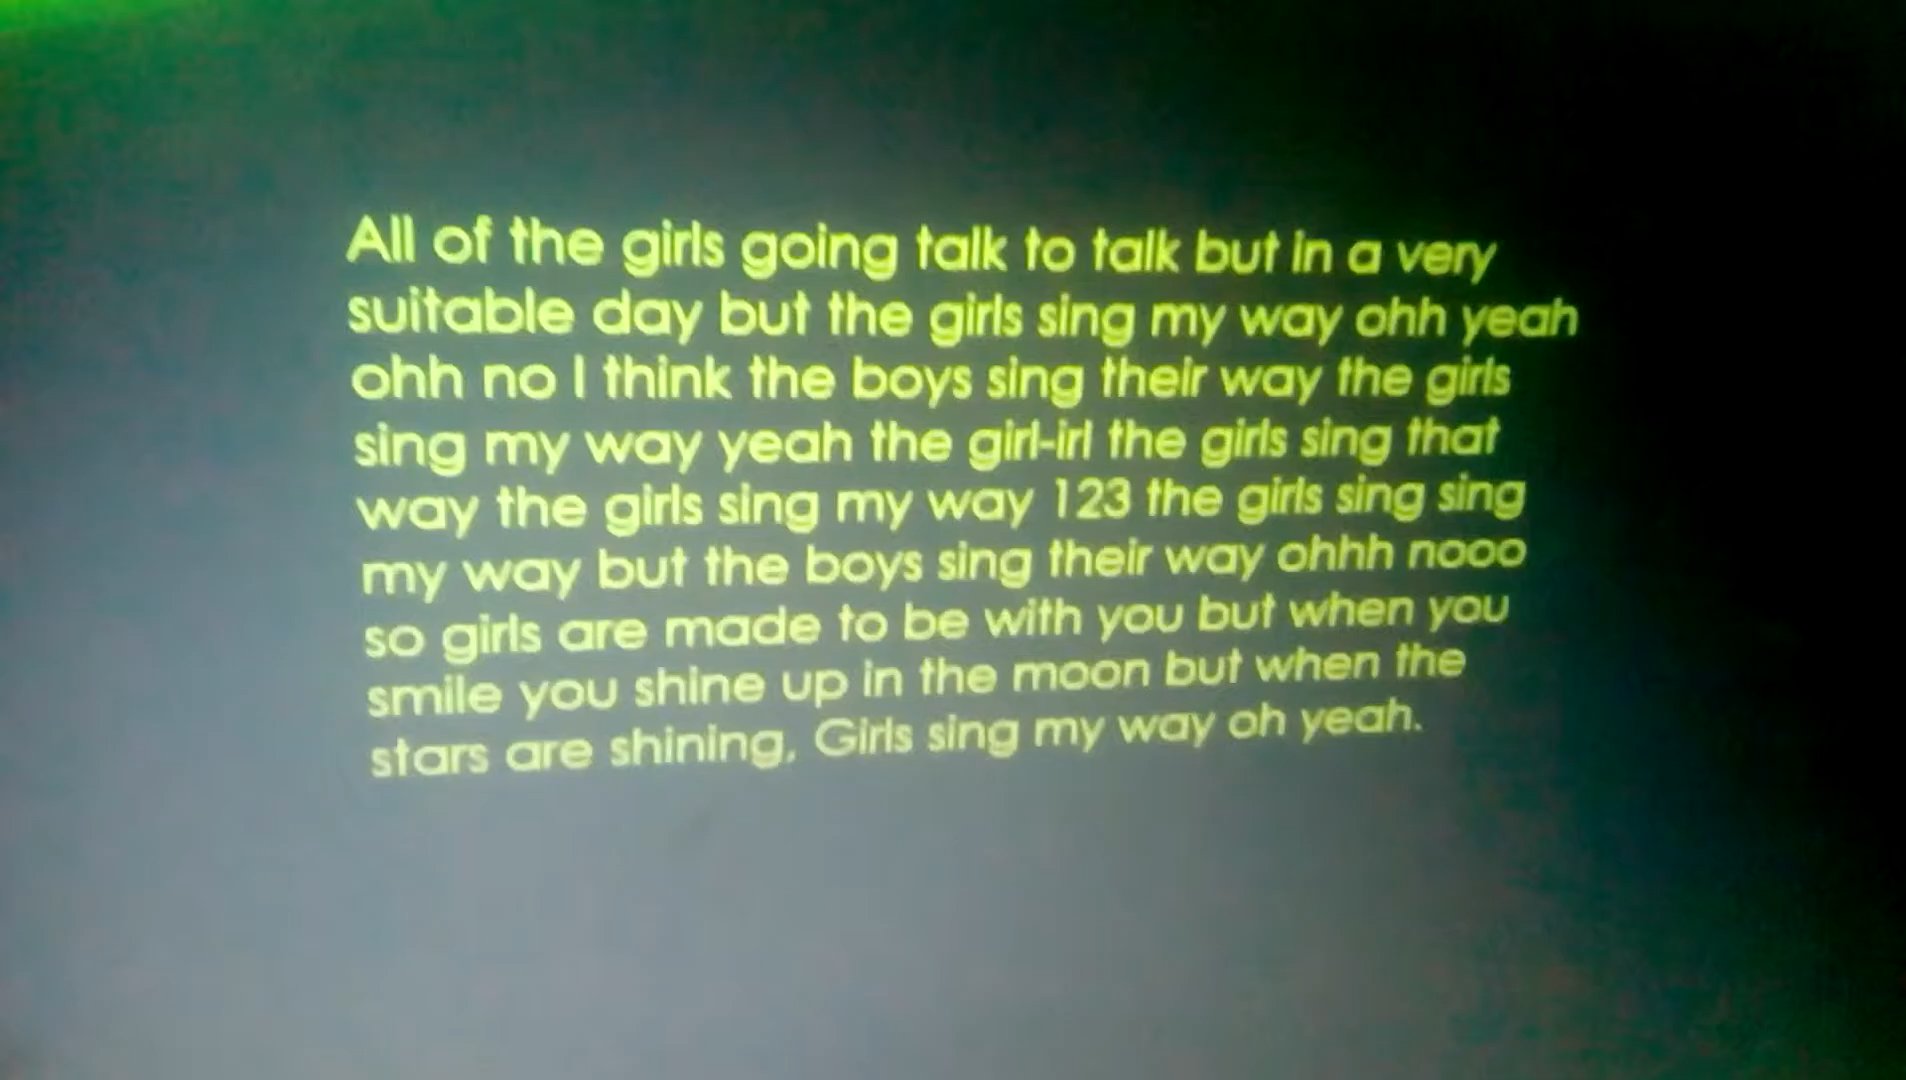 All of the girls going talk to talk but in a very
suitable day but the girls sing my way ohh yeah
ohh no I think the boys sing their way the girls
sing my way yeah the girl-irl the girls sing that
way the girls sing my way 123 the girls sing sing
my way but the boys sing their way ohhh nooo
so girls are made to be with you but when you
smile you shine up in the moon but when the
stars are shining, Girls sing my way oh yeah.